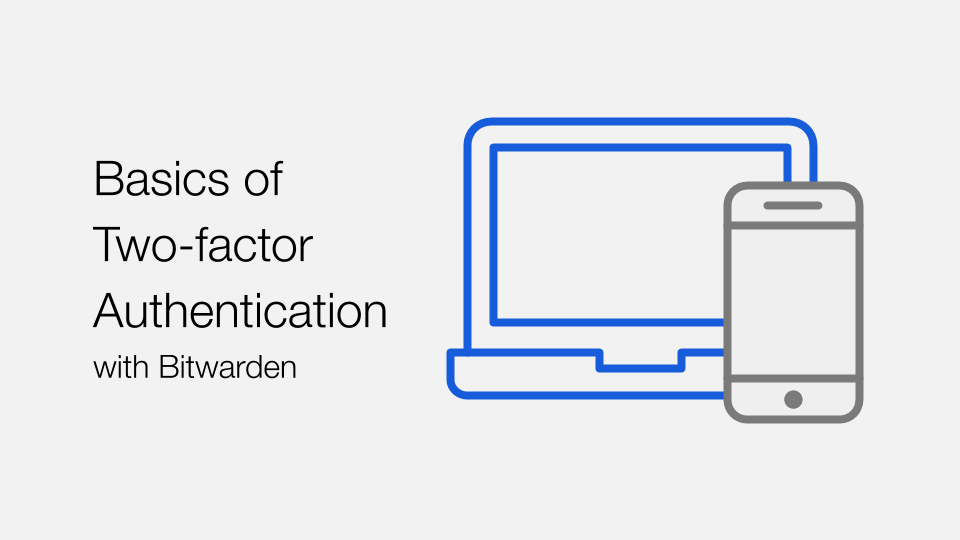 Basics of
Two-factor
Authentication
with Bitwarden